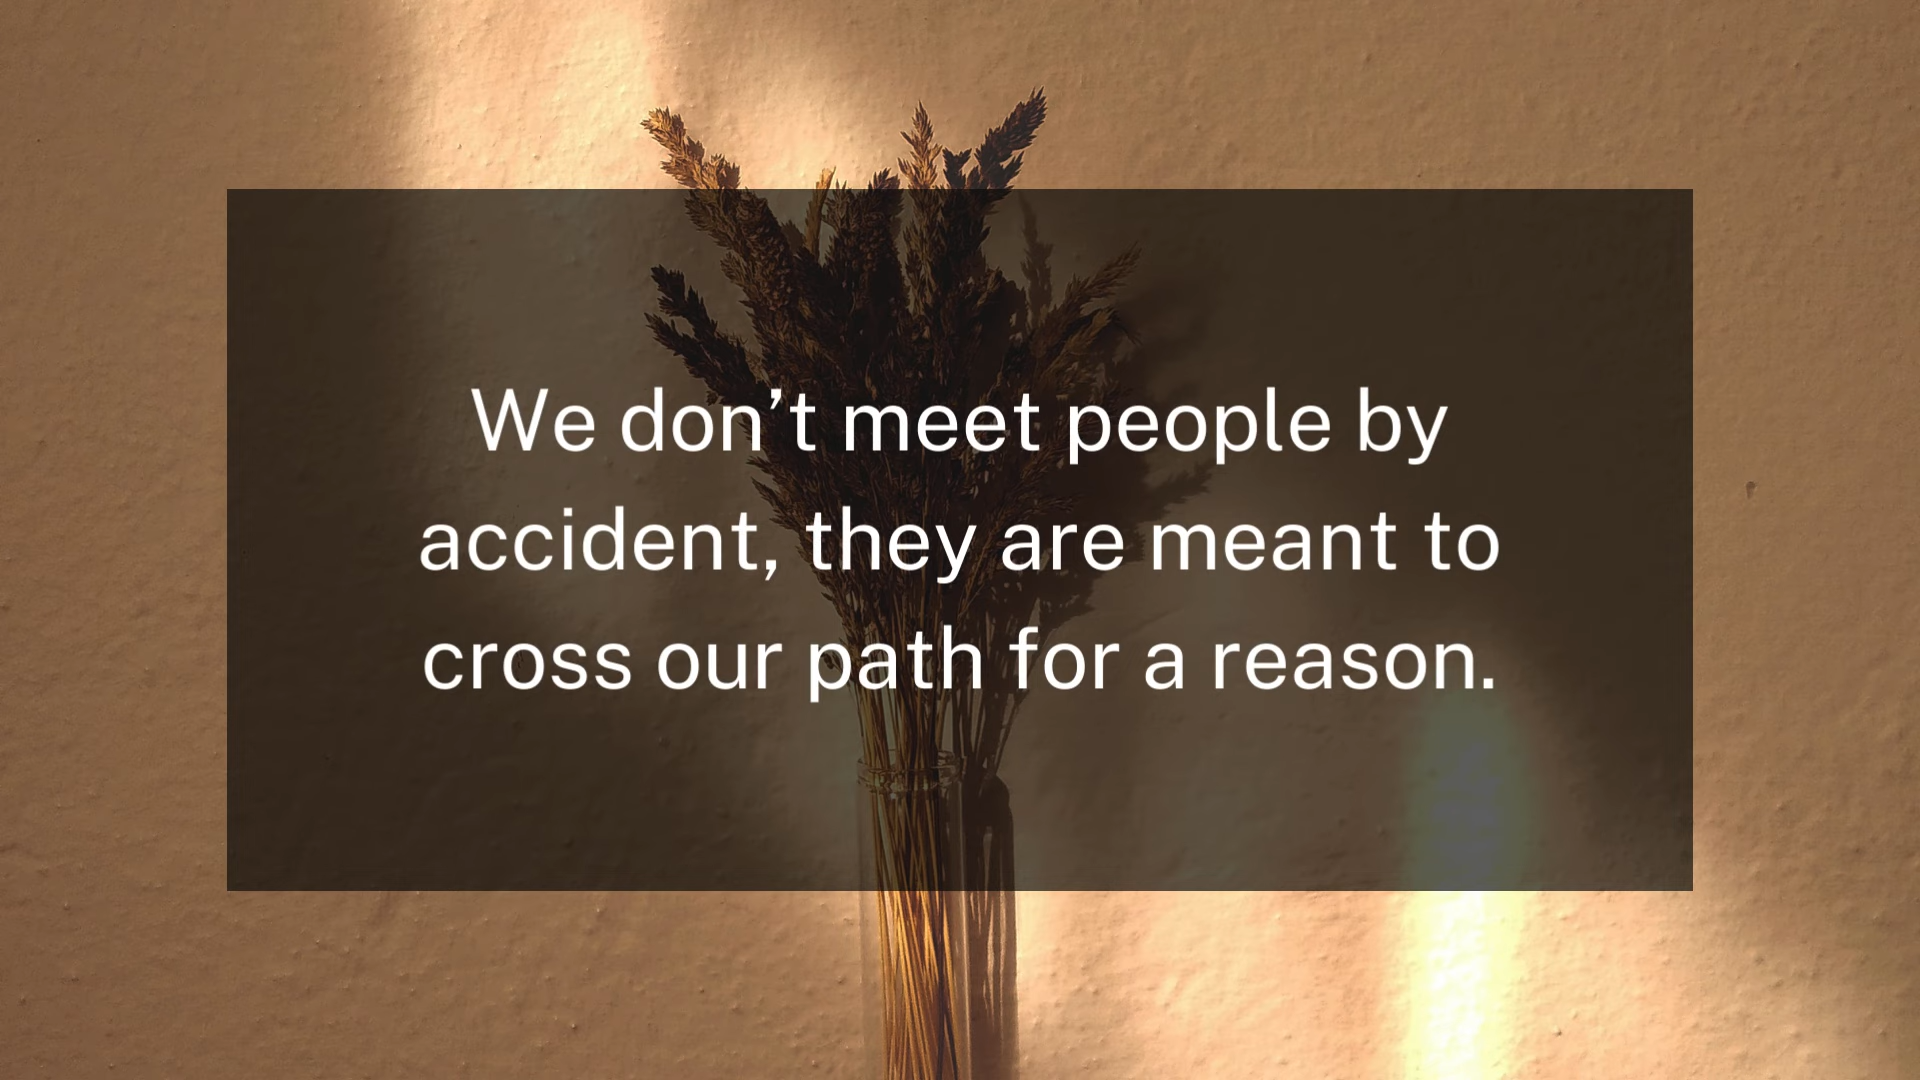 We don’t meet people by
accident, they are meant to
cross our path for a reason.